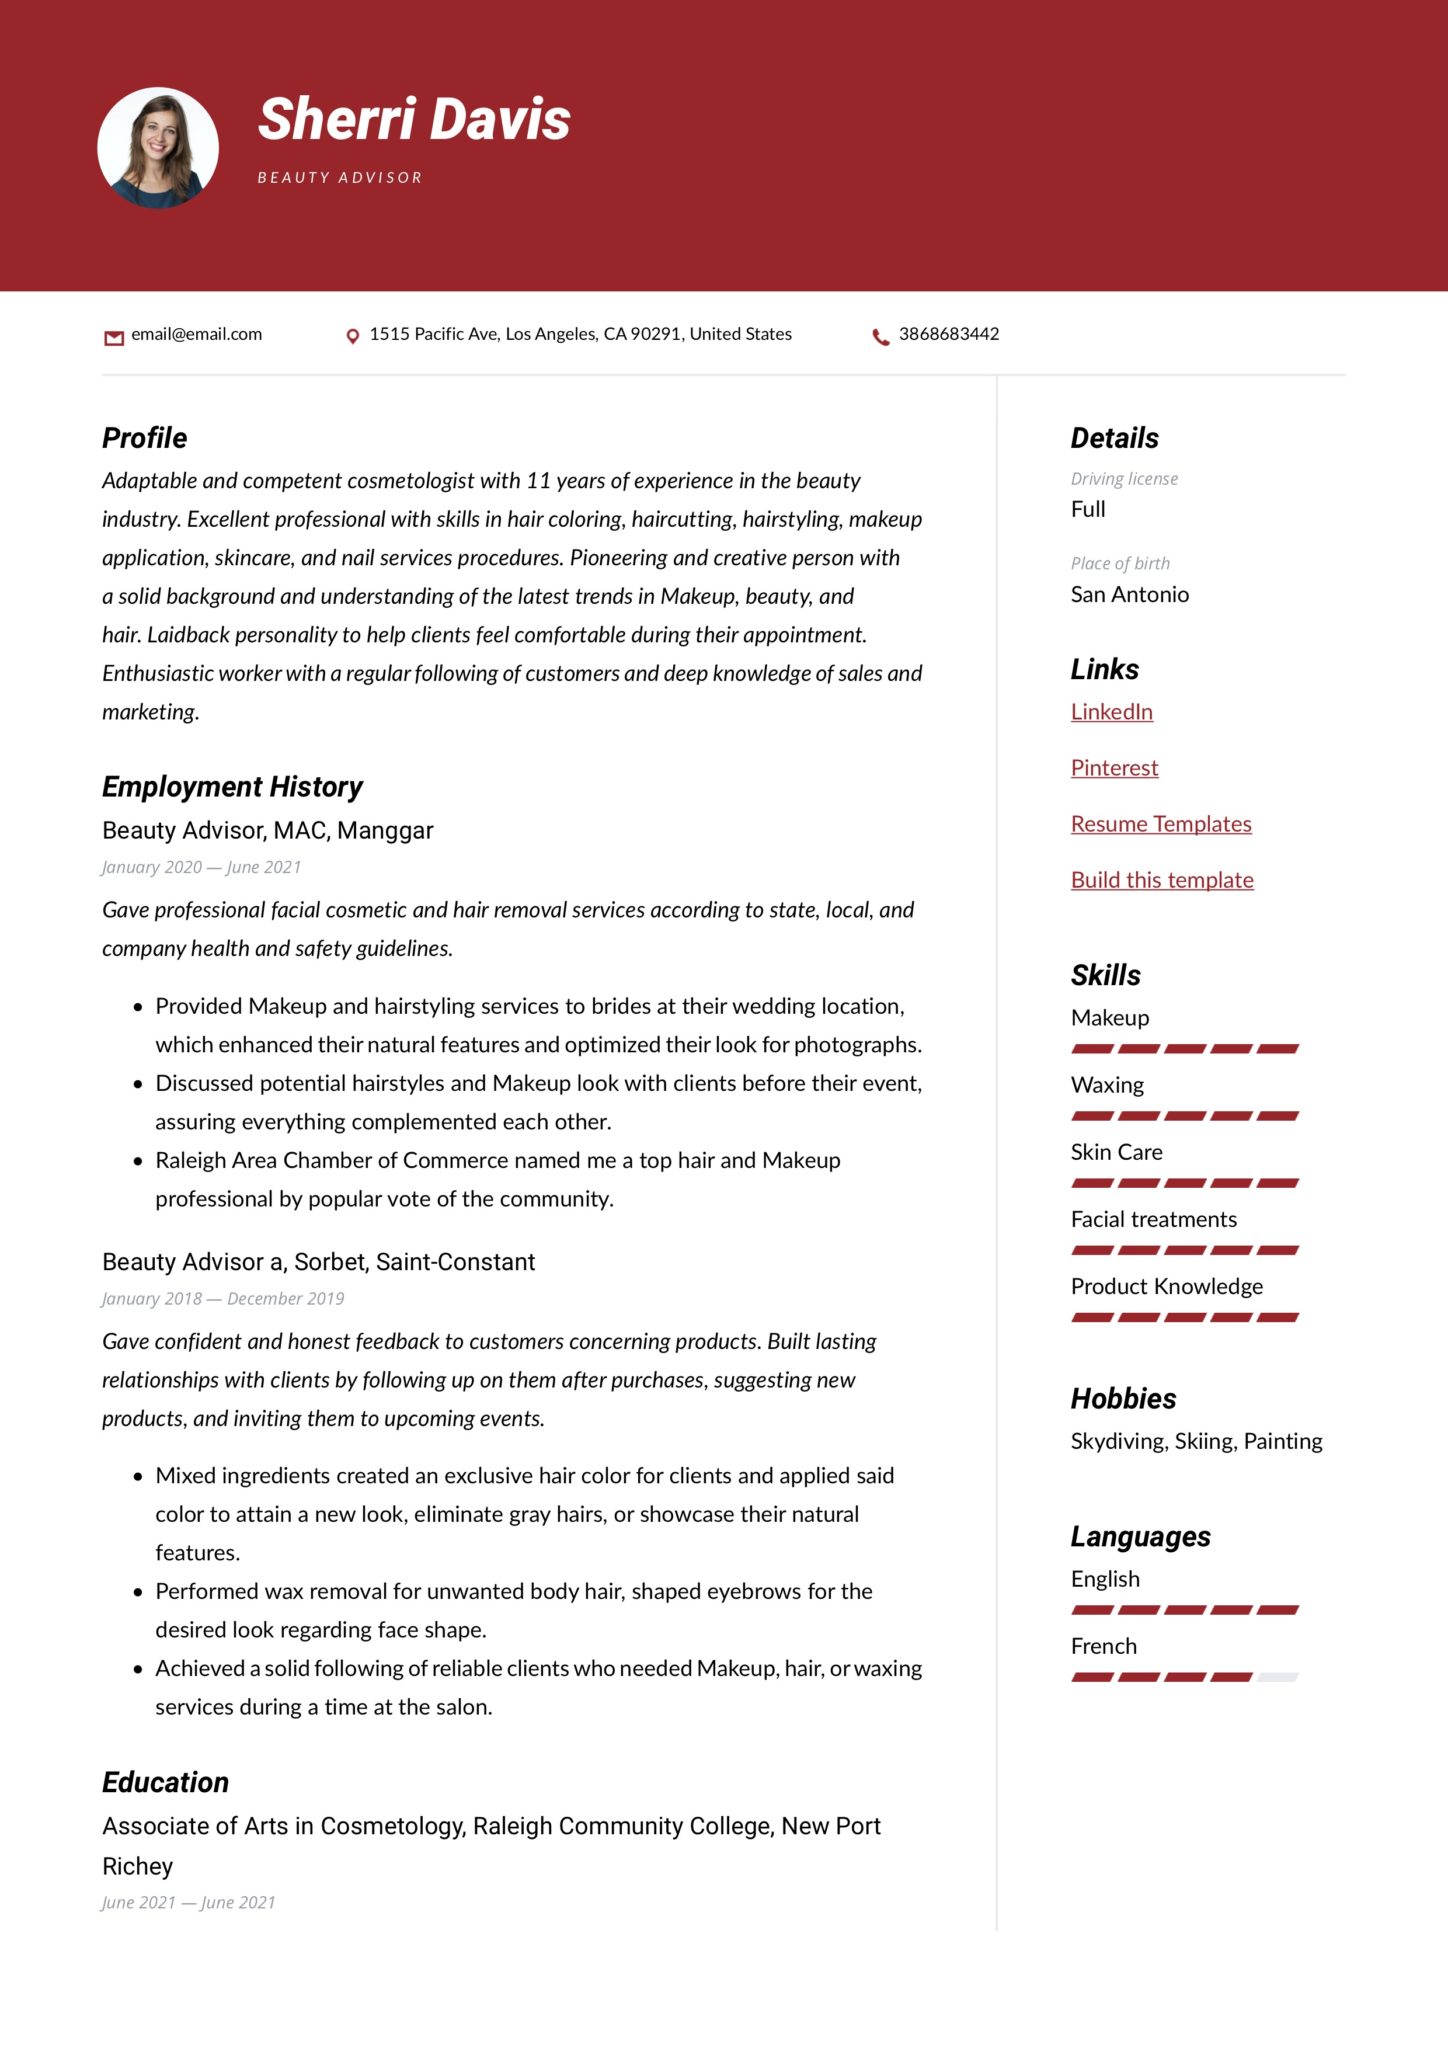 Sherri Davis
BEAUTY ADVISOR
email@email.com
1515 Pacific Ave, Los Angeles, CA 90291, United States
3868683442
Profile
Adaptable and competent cosmetologist with 11 years of experience in the beauty
industry. Excellent professional with skills in hair coloring, haircutting, hairstyling, makeup
application, skincare, and nail services procedures. Pioneering and creative person with
a solid background and understanding of the latest trends in Makeup, beauty, and
hair. Laidback personality to help clients feel comfortable during their appointment.
Enthusiastic worker with a regular following of customers and deep knowledge of sales and
marketing.
Employment History
Beauty Advisor, MAC, Manggar
January 2020 — June 2021
Gave professional facial cosmetic and hair removal services according to state, local, and
company health and safety guidelines.
• Provided Makeup and hairstyling services to brides at their wedding location,
which enhanced their natural features and optimized their look for photographs.
• Discussed potential hairstyles and Makeup look with clients before their event,
assuring everything complemented each other.
• Raleigh Area Chamber of Commerce named me a top hair and Makeup
professional by popular vote of the community.
Beauty Advisor a, Sorbet, Saint-Constant
January 2018 — December 2019
Gave confident and honest feedback to customers concerning products. Built lasting
relationships with clients by following up on them after purchases, suggesting new
products, and inviting them to upcoming events.
• Mixed ingredients created an exclusive hair color for clients and applied said
color to attain a new look, eliminate gray hairs, or showcase their natural
features.
• Performed wax removal for unwanted body hair, shaped eyebrows for the
desired look regarding face shape.
• Achieved a solid following of reliable clients who needed Makeup, hair, or waxing
services during a time at the salon.
Education
Associate of Arts in Cosmetology, Raleigh Community College, New Port
Richey
June 2021 — June 2021
Details
Driving license
Full
Place of birth
San Antonio
Links
LinkedIn
Pinterest
Resume Templates
Build this template
Skills
Makeup
Waxing
Skin Care
Facial treatments
Product Knowledge
Hobbies
Skydiving, Skiing, Painting
Languages
English
French